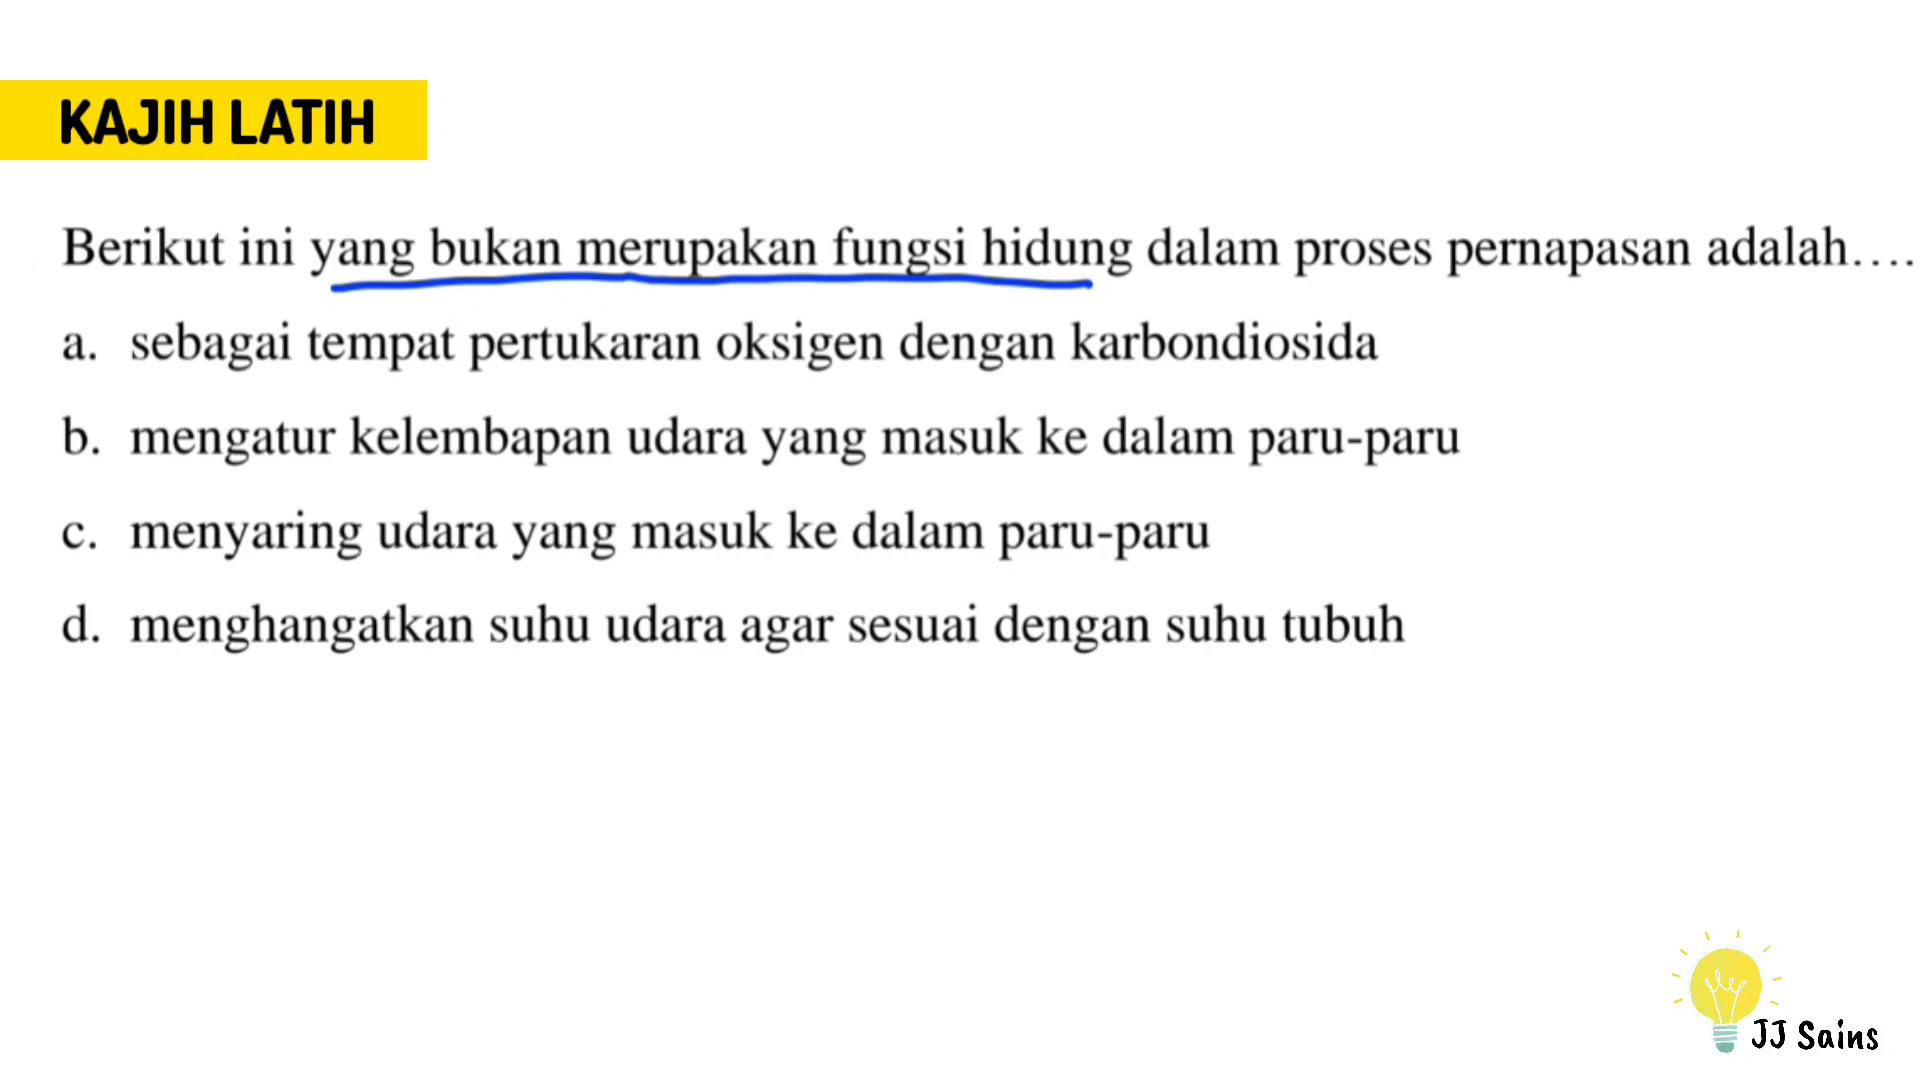 KAJIH LATIH
Berikut ini yang bukan merupakan fungsi hidung dalam proses pernapasan adalah....
a. sebagai tempat pertukaran oksigen dengan karbondiosida
b. mengatur kelembapan udara yang masuk ke dalam paru-paru
c. menyaring udara yang masuk ke dalam paru-paru
d. menghangatkan suhu udara agar sesuai dengan suhu tubuh
JJ Sains